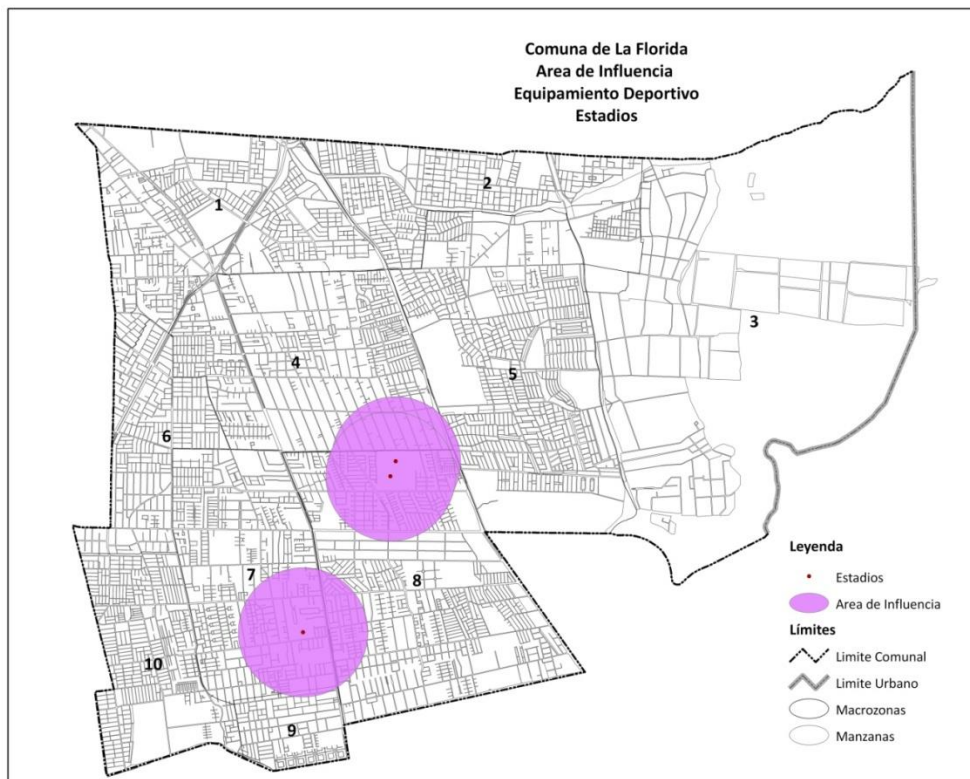 Comuna de La Florida
Area de Influencia
Equipamiento Deportivo
Estadios
1
2
3
4
5
6
7
8
9
10
Leyenda
Estadios
Area de Influencia
Límites
Limite Comunal
Limite Urbano
Macrozonas
Manzanas